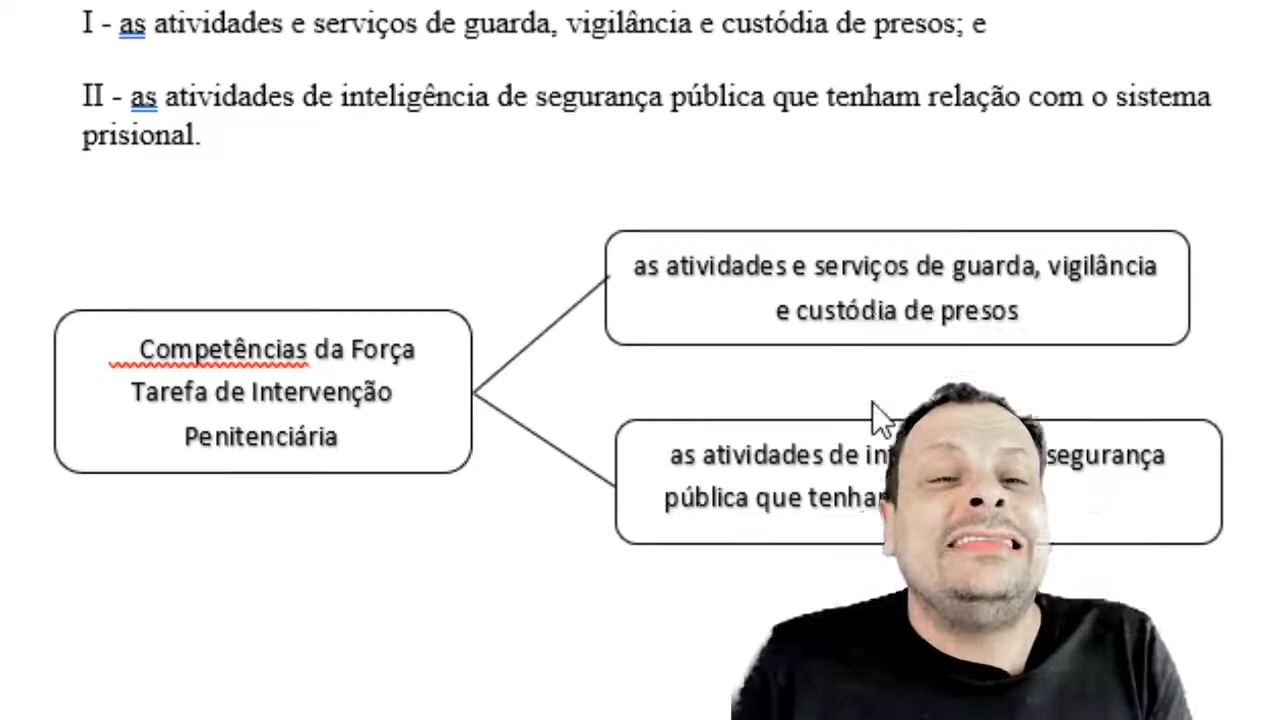 I - as atividades e serviços de guarda, vigilância e custódia de presos; e
II - as atividades de inteligência de segurança pública que tenham relação com o sistema
prisional.
as atividades e serviços de guarda, vigilância
e custódia de presos
Competências da Força
Tarefa de Intervenção
Penitenciária
as atividades de segurança
pública que